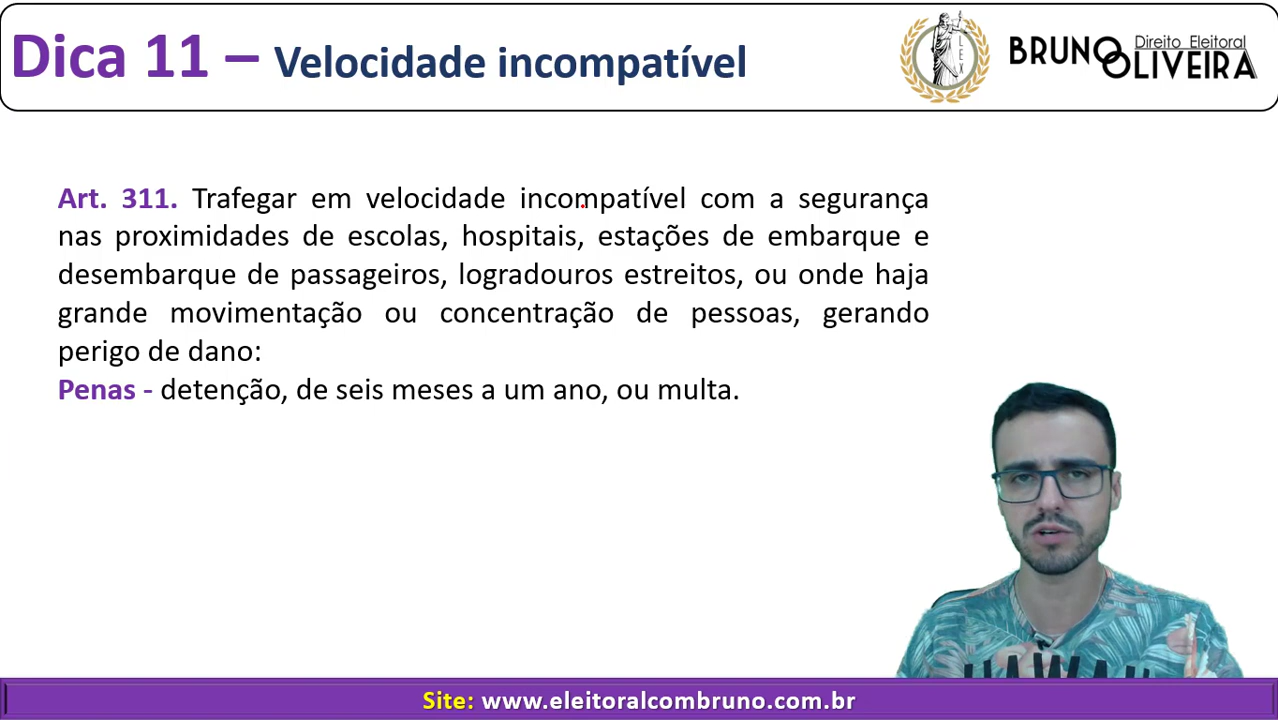 Dica 11 – Velocidade incompatível
LEX
BRUNO Direito Eleitoral
OLIVEIRA
Art. 311. Trafegar em velocidade incompatível com a segurança
nas proximidades de escolas, hospitais, estações de embarque e
desembarque de passageiros, logradouros estreitos, ou onde haja
grande movimentação ou concentração de pessoas, gerando
perigo de dano:
Penas - detenção, de seis meses a um ano, ou multa.
Site: www.eleitoralcombruno.com.br